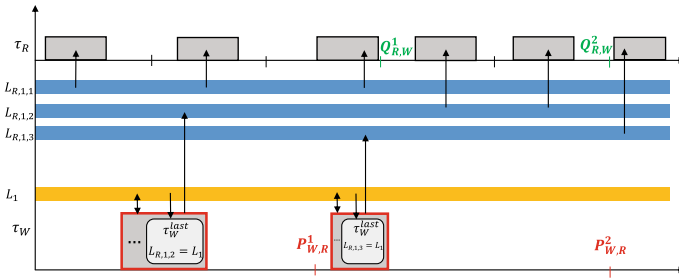 τ_R
Q^1_{R,W}
Q^2_{R,W}
L_{R,1,1}
L_{R,1,2}
L_{R,1,3}
L_1
τ_W
... τ_W^{last}
L_{R,1,2} = L_1
... τ_W^{last}
L_{R,1,3} = L_1
P^1_{W,R}
P^2_{W,R}